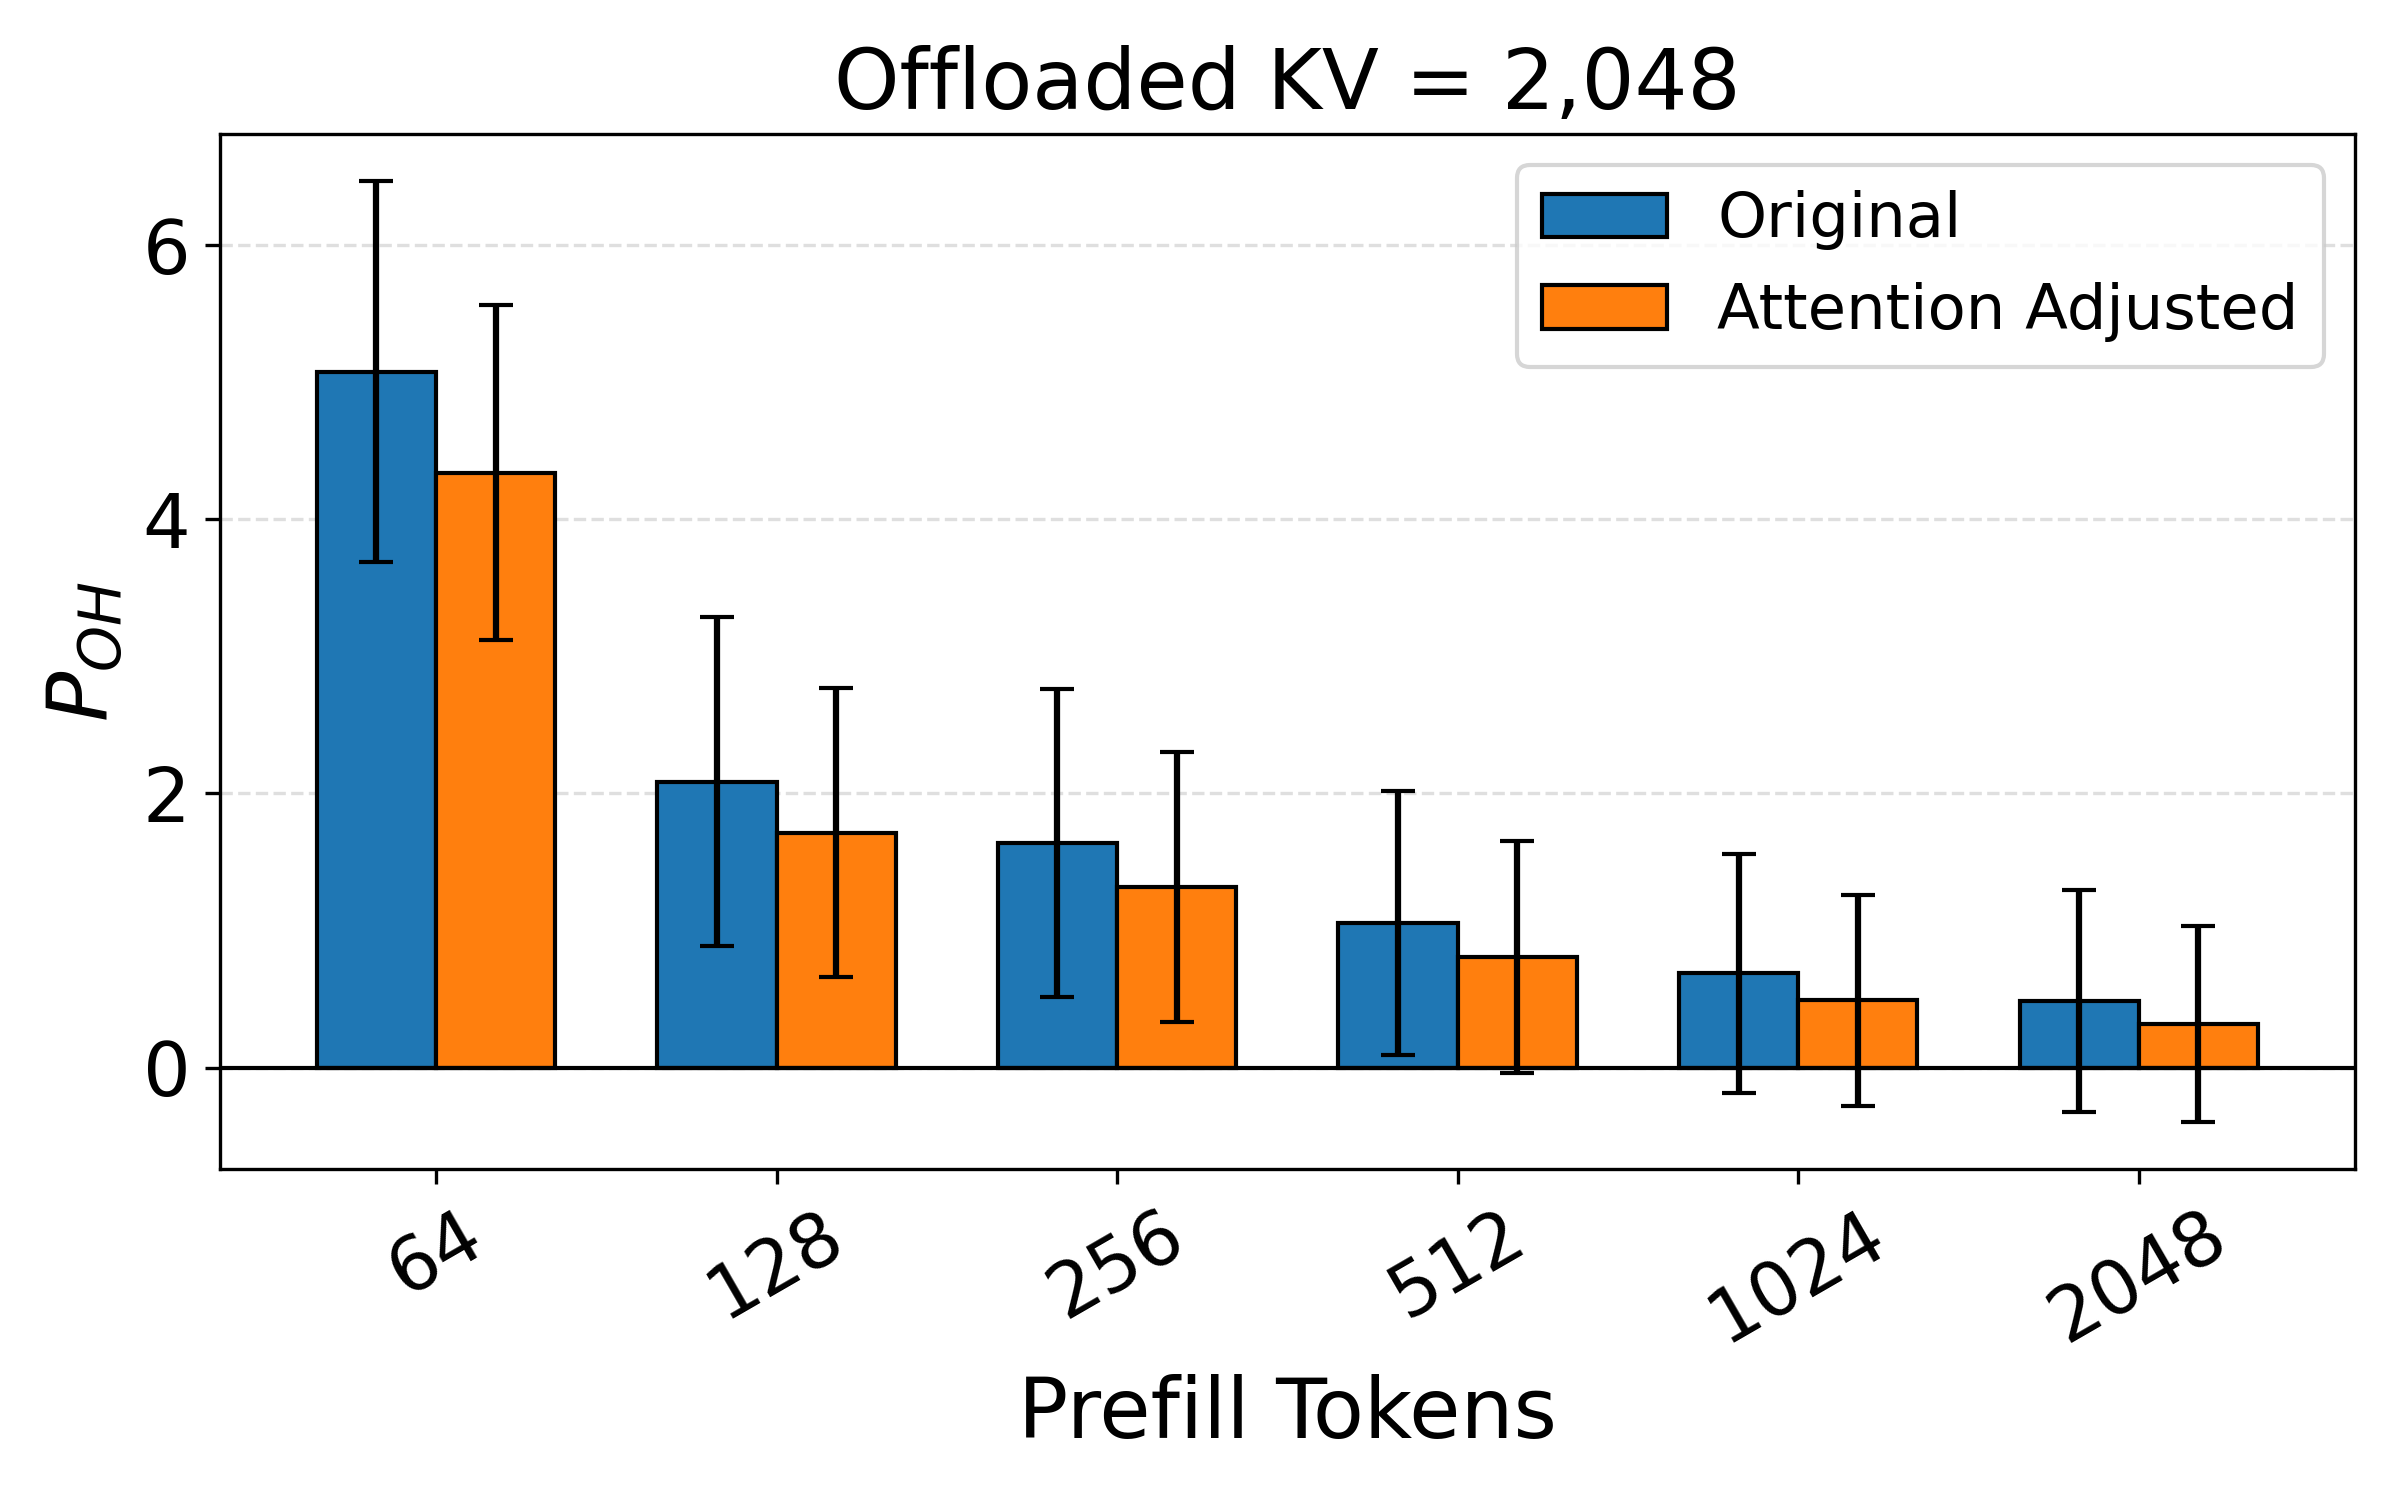 Offloaded KV = 2,048
Original
Attention Adjusted
6
4
2
0
P_OH
64
128
256
512
1024
2048
Prefill Tokens